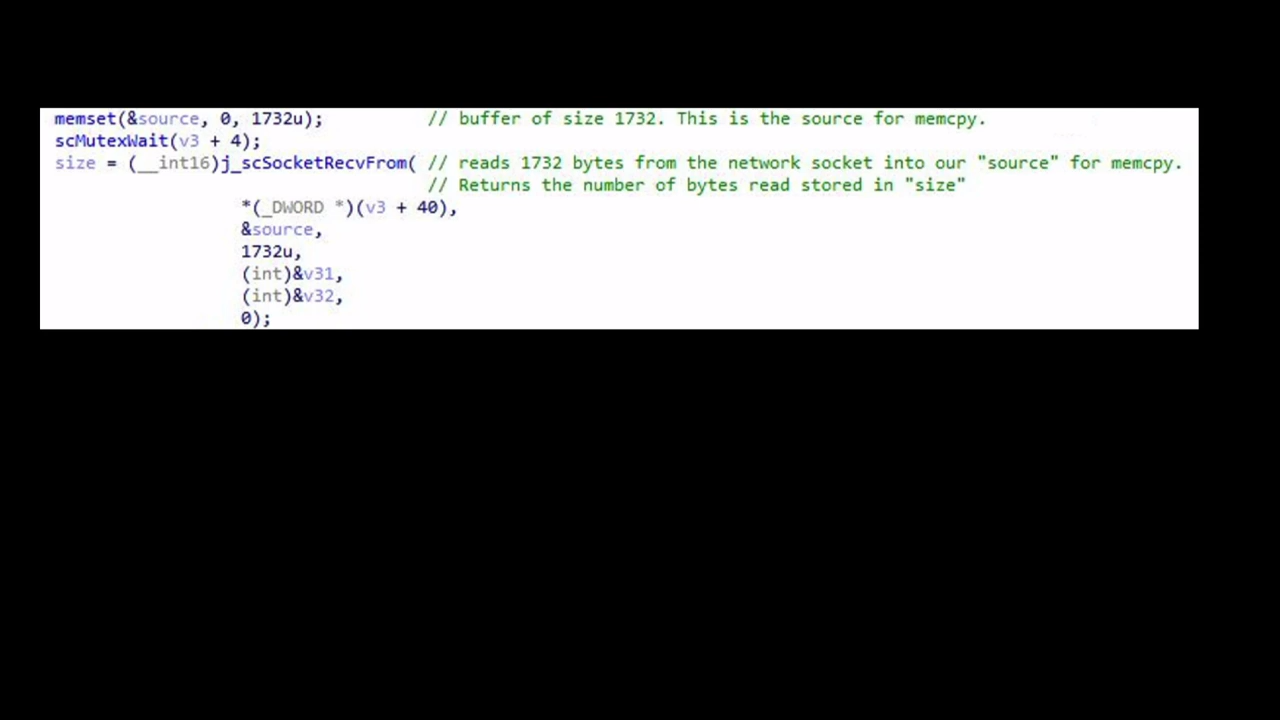 memset(&source, 0, 1732u); // buffer of size 1732. This is the source for memcpy.
scMutexWait(v3 + 4);
size = (__int16)j_scSocketRecvFrom( // reads 1732 bytes from the network socket into our "source" for memcpy.
// Returns the number of bytes read stored in "size"
*(_DWORD *)(v3 + 40),
&source,
1732u,
(int)&v31,
(int)&v32,
0);